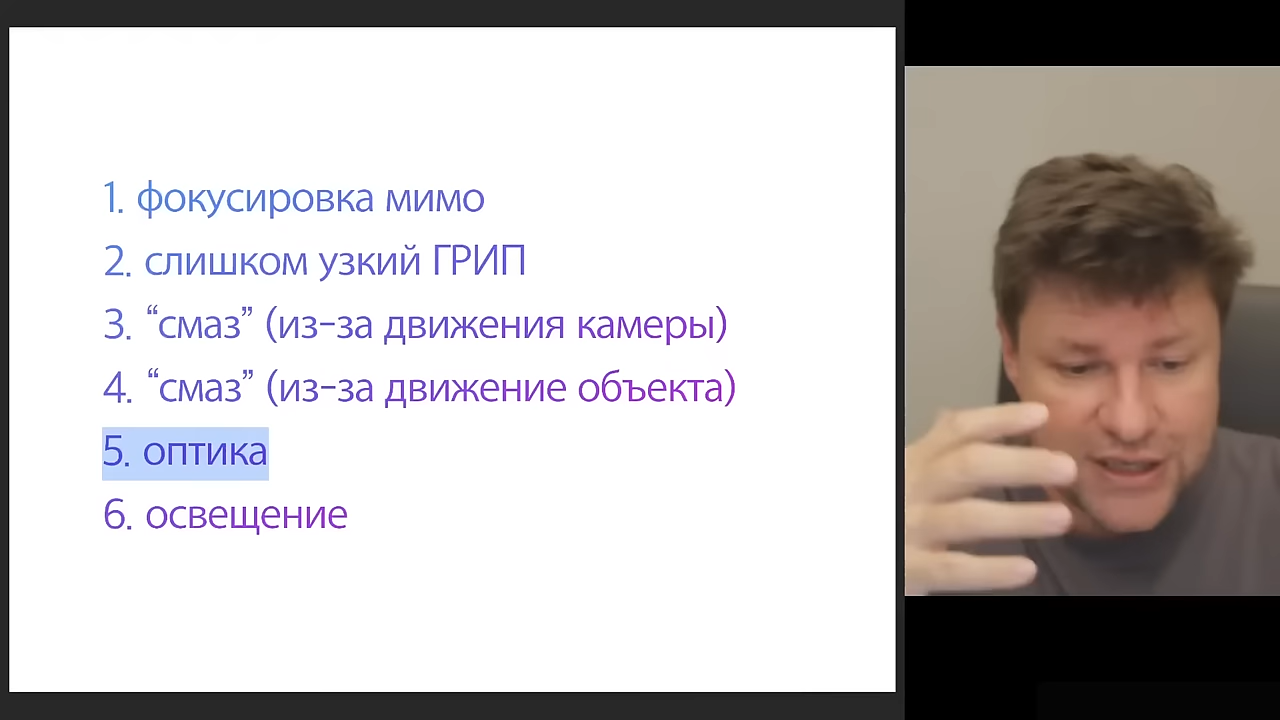 1. фокусировка мимо
2. слишком узкий ГРИП
3. “смаз” (из-за движения камеры)
4. “смаз” (из-за движение объекта)
5. оптика
6. освещение